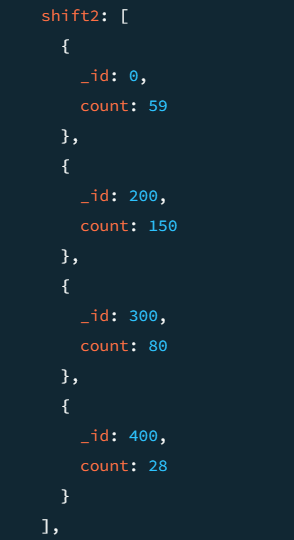 shift2: [
{
_id: 0,
count: 59
},
{
_id: 200,
count: 150
},
{
_id: 300,
count: 80
},
{
_id: 400,
count: 28
}
],